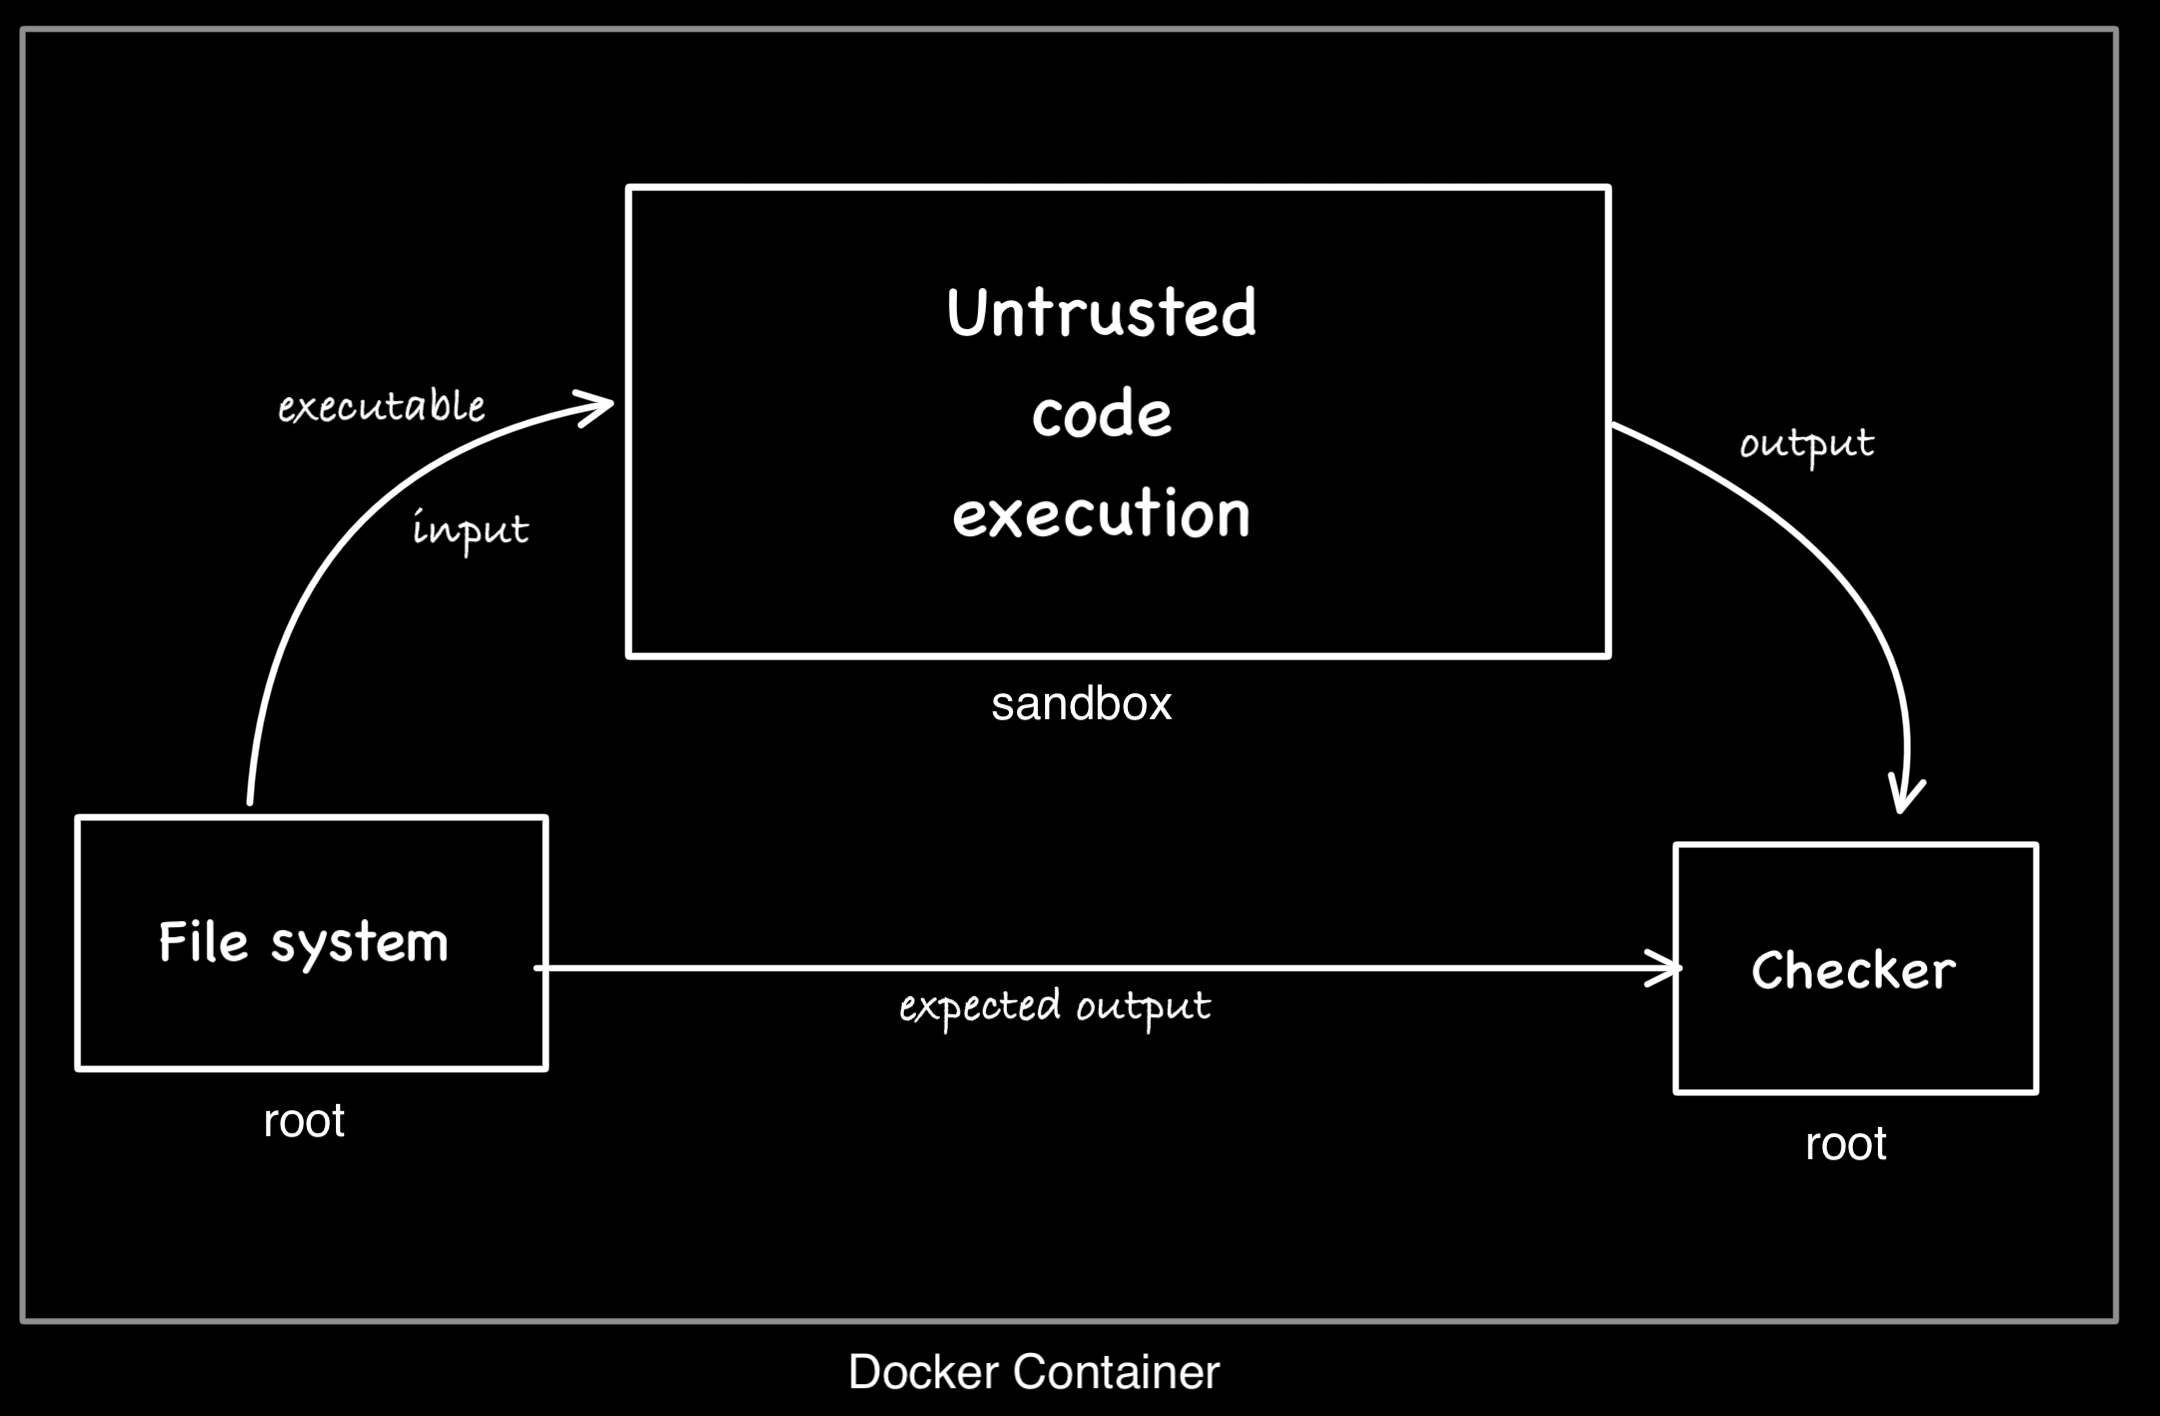 Untrusted
code
execution
executable
input
output
sandbox
File system
expected output
Checker
root
root
Docker Container